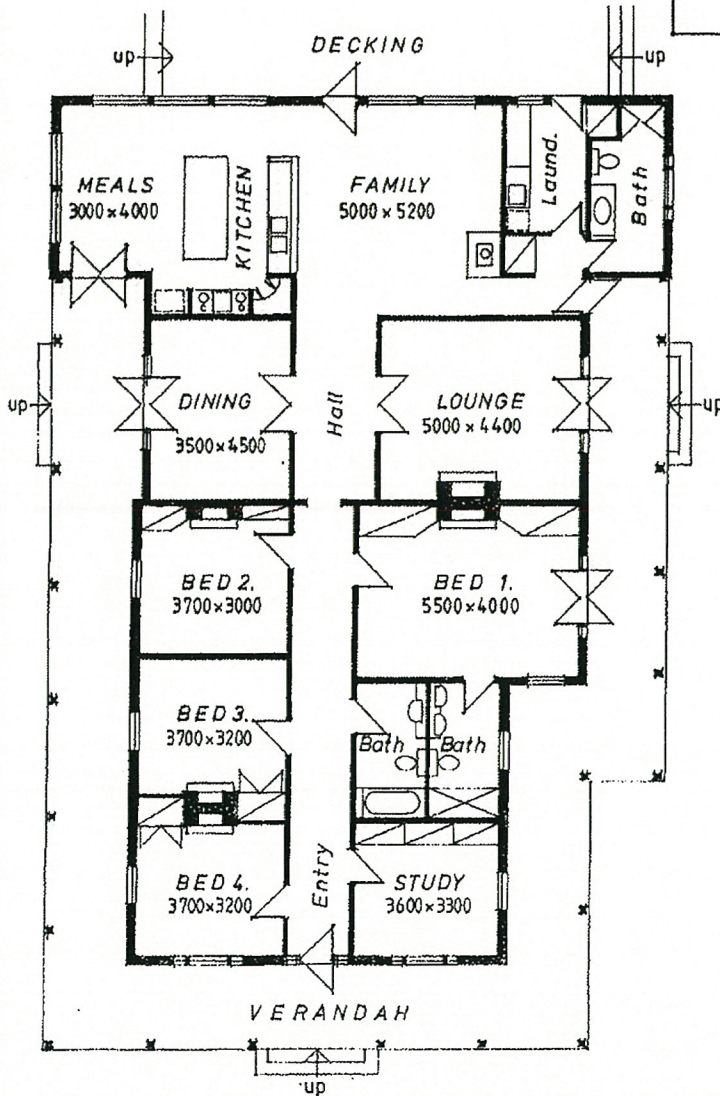 DECKING
up
up
MEALS
3000 x 4000
KITCHEN
FAMILY
5000 x 5200
Laund.
Bath
up
DINING
3500 x 4500
Hall
LOUNGE
5000 x 4400
up
BED 2.
3700 x 3000
BED 1.
5500 x 4000
BED 3.
3700 x 3200
Bath
Bath
BED 4.
3700 x 3200
Entry
STUDY
3600 x 3300
VERANDAH
up